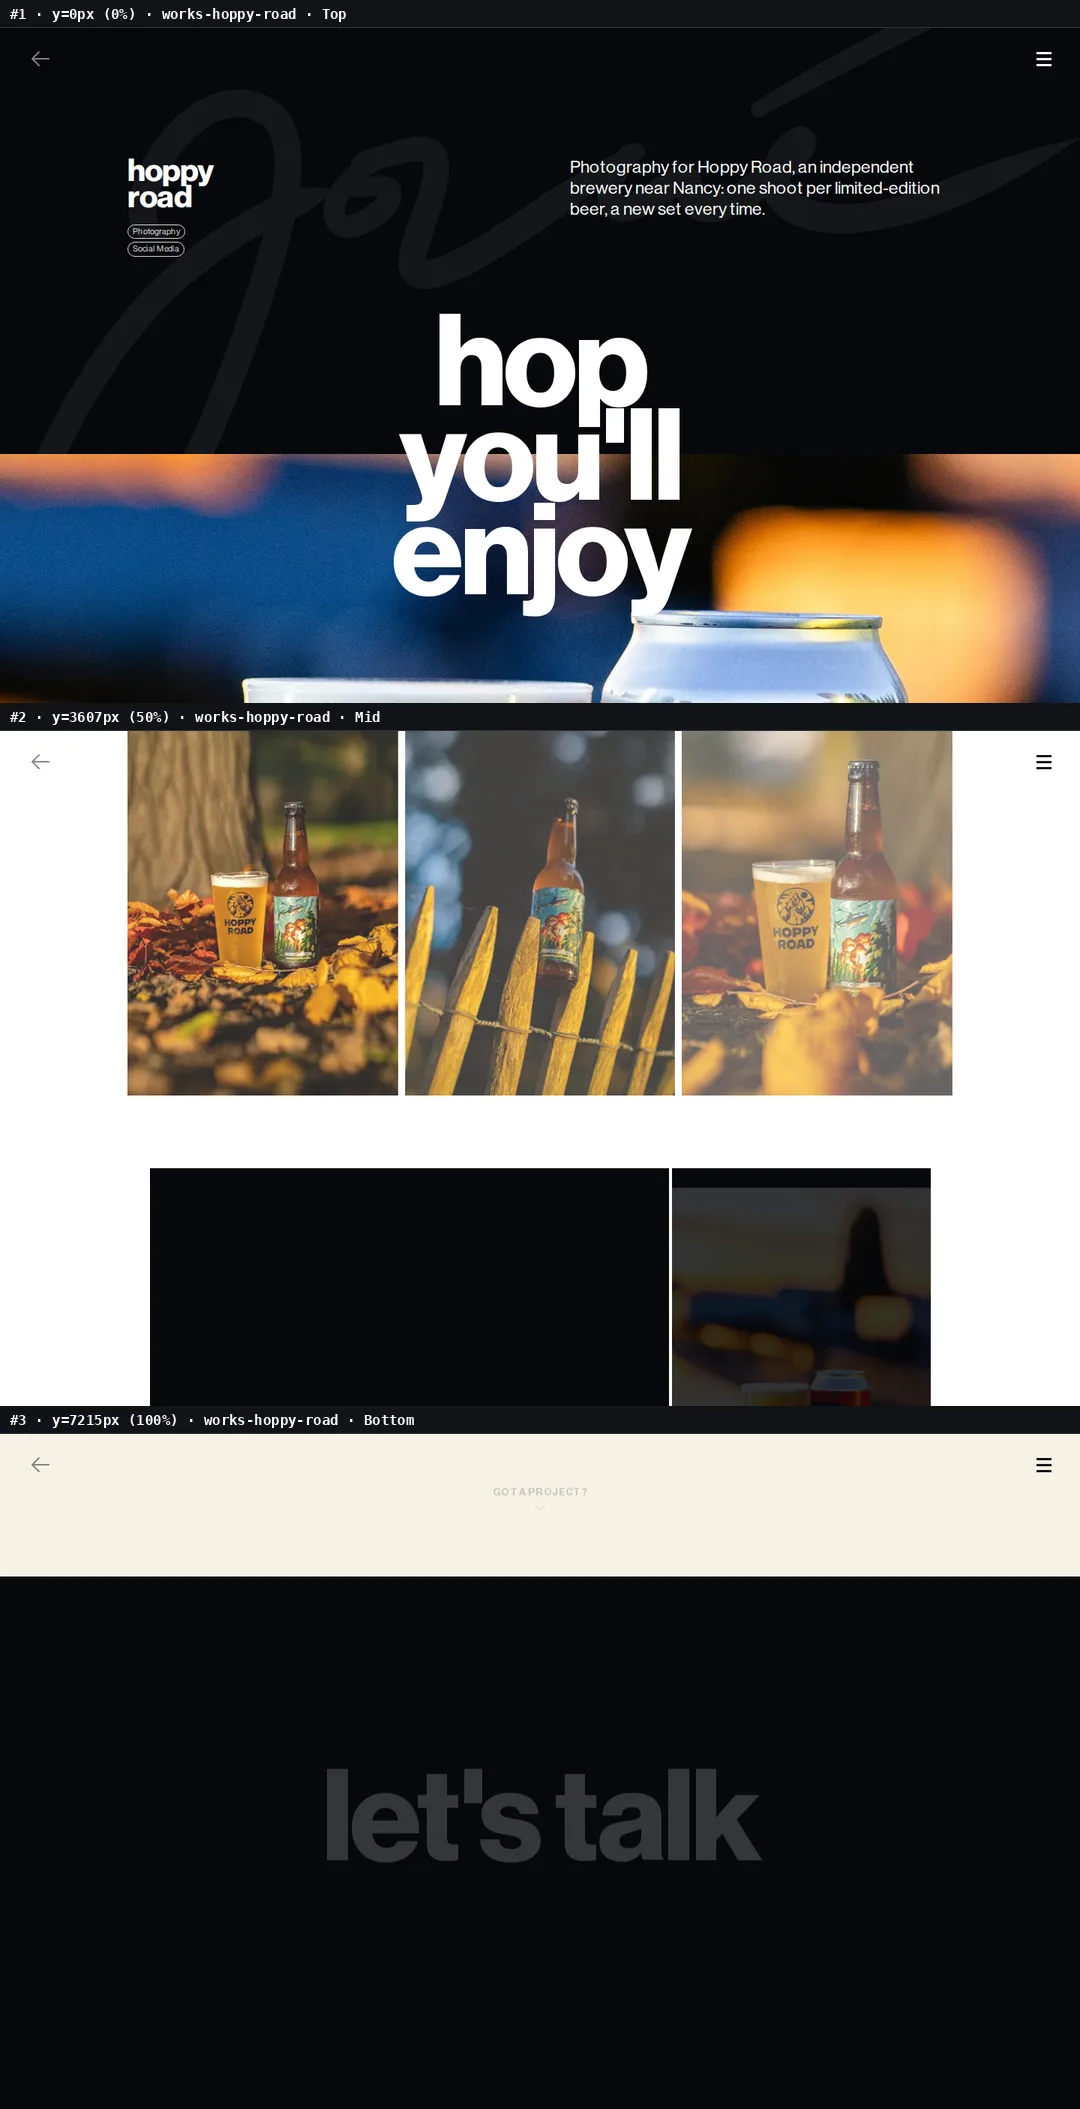 #1 · y=0px (0%) · works-hoppy-road · Top
hoppy
road
Photography
Social Media
Photography for Hoppy Road, an independent
brewery near Nancy: one shoot per limited-edition
beer, a new set every time.
hop
you'll
enjoy
#2 · y=3607px (50%) · works-hoppy-road · Mid
HOPPY
ROAD
HOPPY
ROAD
#3 · y=7215px (100%) · works-hoppy-road · Bottom
GOT A PROJECT?
let's talk